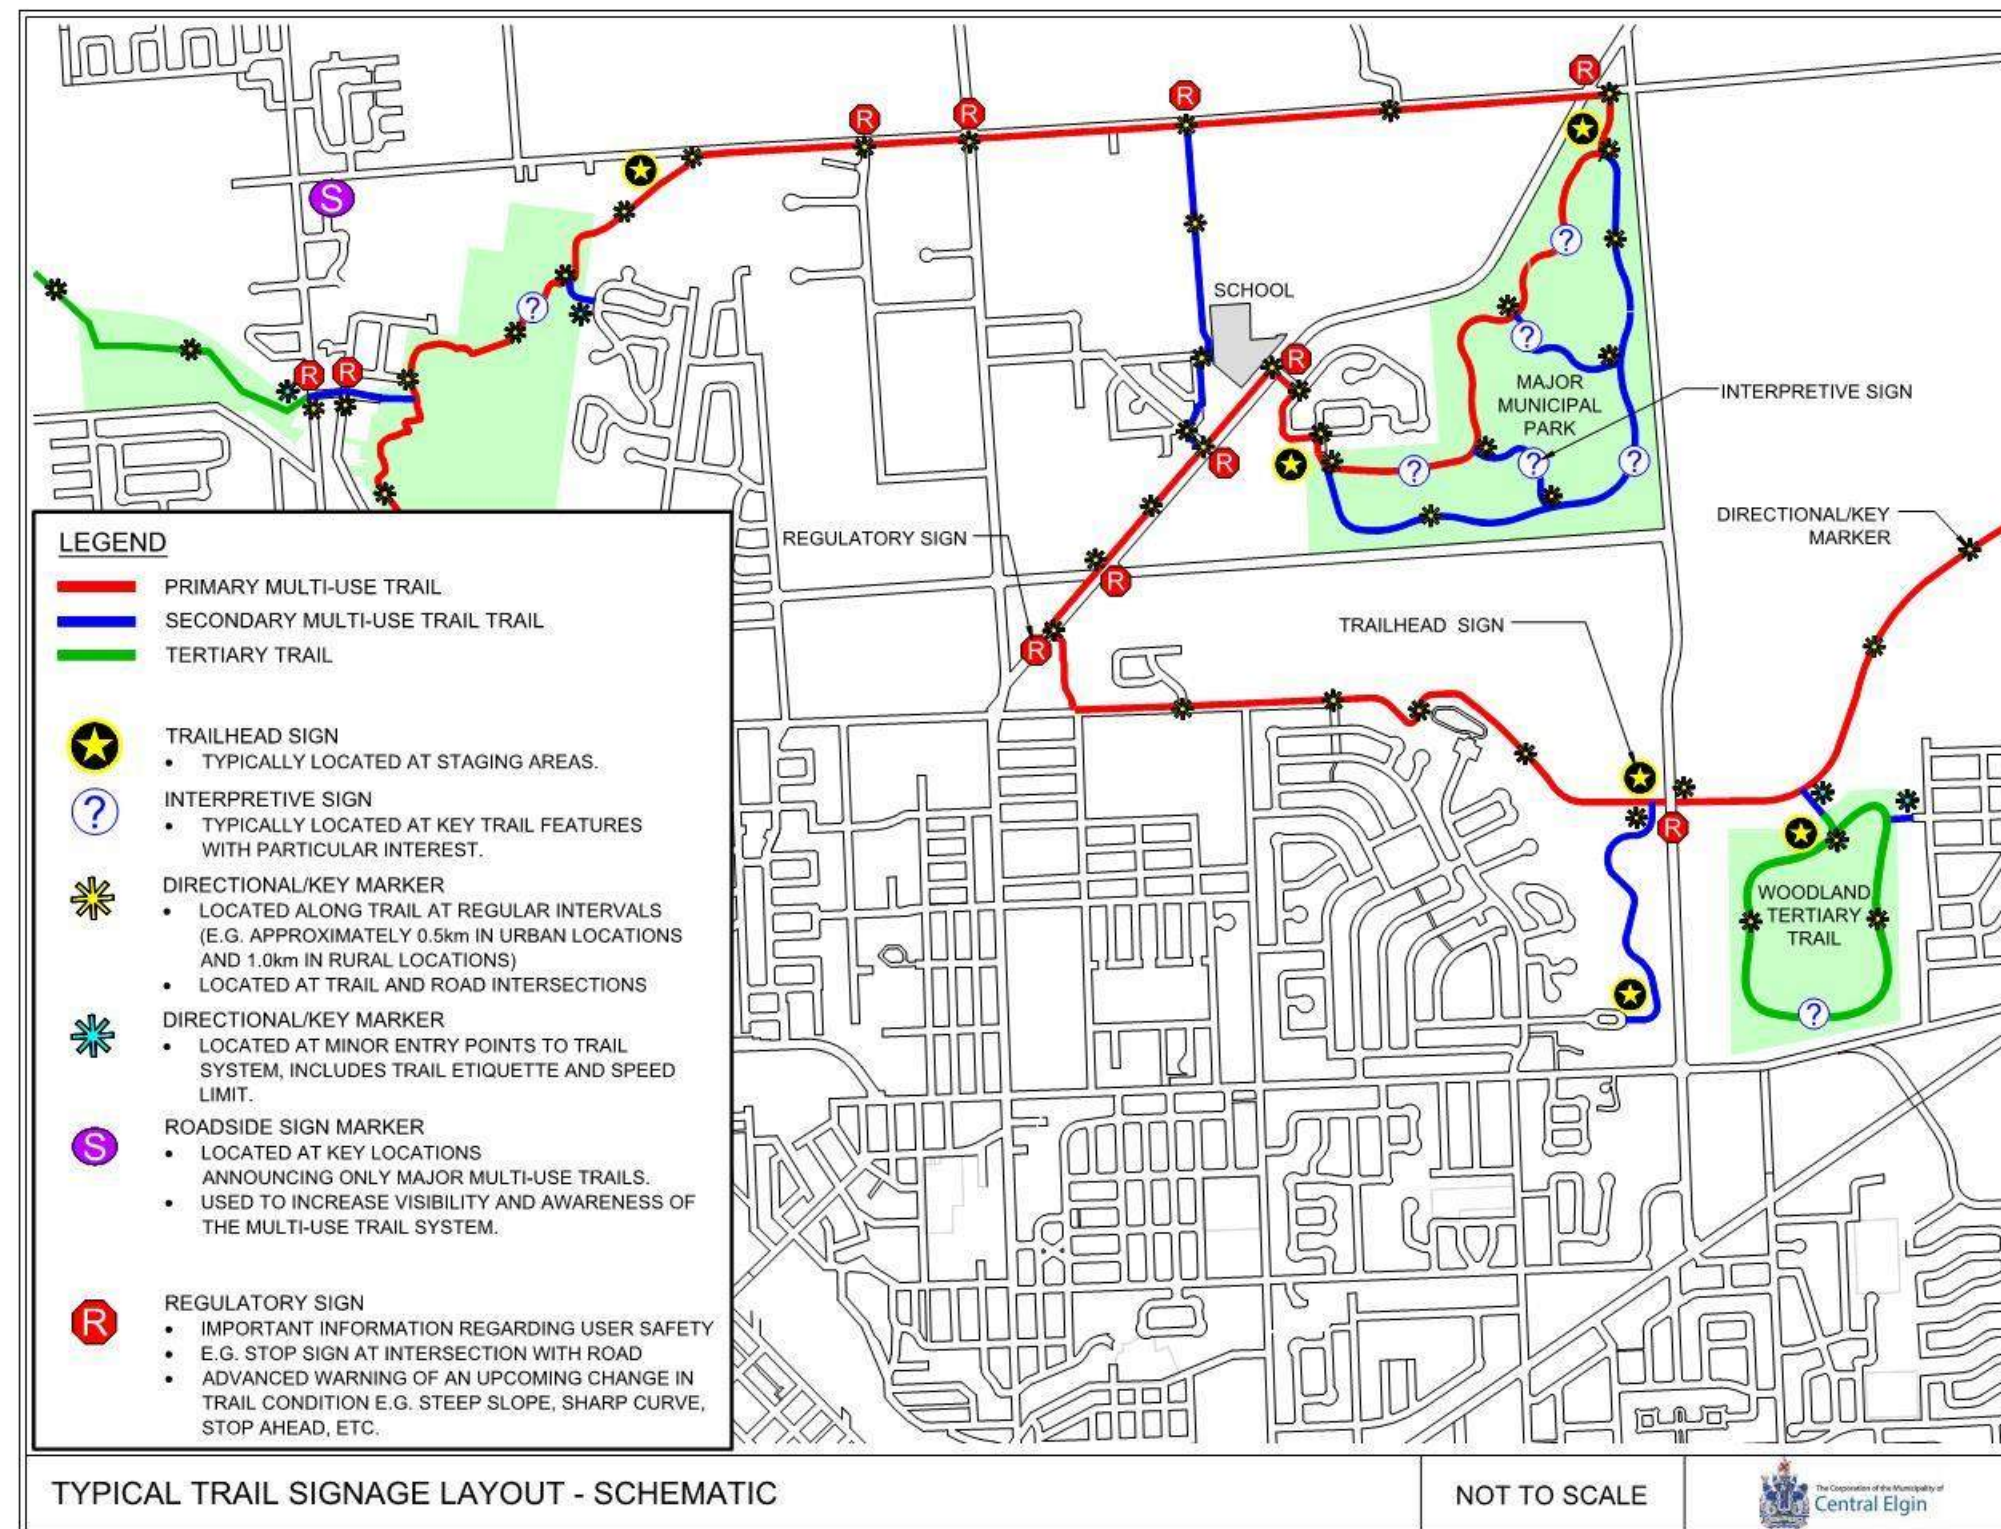 R
R
R
R
S
SCHOOL
?
?
?
R
R
R
MAJOR
MUNICIPAL
PARK
INTERPRETIVE SIGN
R
?
?
?
REGULATORY SIGN
DIRECTIONAL/KEY
MARKER
R
R
TRAILHEAD SIGN
R
WOODLAND
TERTIARY
TRAIL
?
LEGEND
PRIMARY MULTI-USE TRAIL
SECONDARY MULTI-USE TRAIL TRAIL
TERTIARY TRAIL
TRAILHEAD SIGN
• TYPICALLY LOCATED AT STAGING AREAS.
?
INTERPRETIVE SIGN
• TYPICALLY LOCATED AT KEY TRAIL FEATURES
WITH PARTICULAR INTEREST.
DIRECTIONAL/KEY MARKER
• LOCATED ALONG TRAIL AT REGULAR INTERVALS
(E.G. APPROXIMATELY 0.5km IN URBAN LOCATIONS
AND 1.0km IN RURAL LOCATIONS)
• LOCATED AT TRAIL AND ROAD INTERSECTIONS
DIRECTIONAL/KEY MARKER
• LOCATED AT MINOR ENTRY POINTS TO TRAIL
SYSTEM, INCLUDES TRAIL ETIQUETTE AND SPEED
LIMIT.
S
ROADSIDE SIGN MARKER
• LOCATED AT KEY LOCATIONS
ANNOUNCING ONLY MAJOR MULTI-USE TRAILS.
• USED TO INCREASE VISIBILITY AND AWARENESS OF
THE MULTI-USE TRAIL SYSTEM.
R
REGULATORY SIGN
• IMPORTANT INFORMATION REGARDING USER SAFETY
• E.G. STOP SIGN AT INTERSECTION WITH ROAD
• ADVANCED WARNING OF AN UPCOMING CHANGE IN
TRAIL CONDITION E.G. STEEP SLOPE, SHARP CURVE,
STOP AHEAD, ETC.
TYPICAL TRAIL SIGNAGE LAYOUT - SCHEMATIC
NOT TO SCALE
The Corporation of the Municipality of
Central Elgin